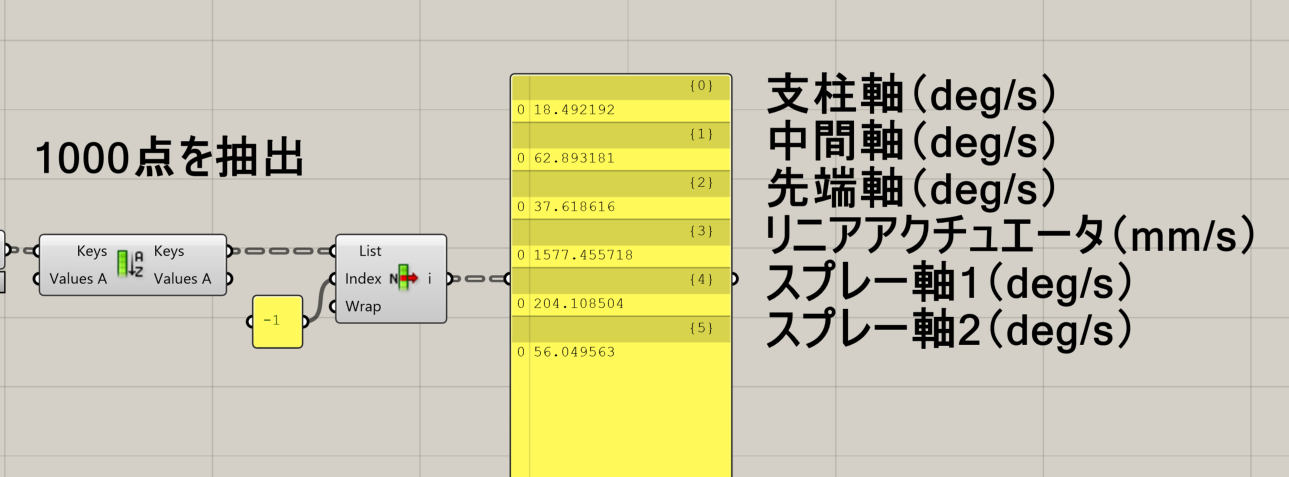 1000点を抽出
Keys Keys
Values A Values A
A
Z
-1
List
Index N i
Wrap
{0}
0 18.492192
{1}
0 62.893181
{2}
0 37.618616
{3}
0 1577.455718
{4}
0 204.108504
{5}
0 56.049563
支柱軸(deg/s)
中間軸(deg/s)
先端軸(deg/s)
リニアアクチュエータ(mm/s)
スプレー軸1(deg/s)
スプレー軸2(deg/s)